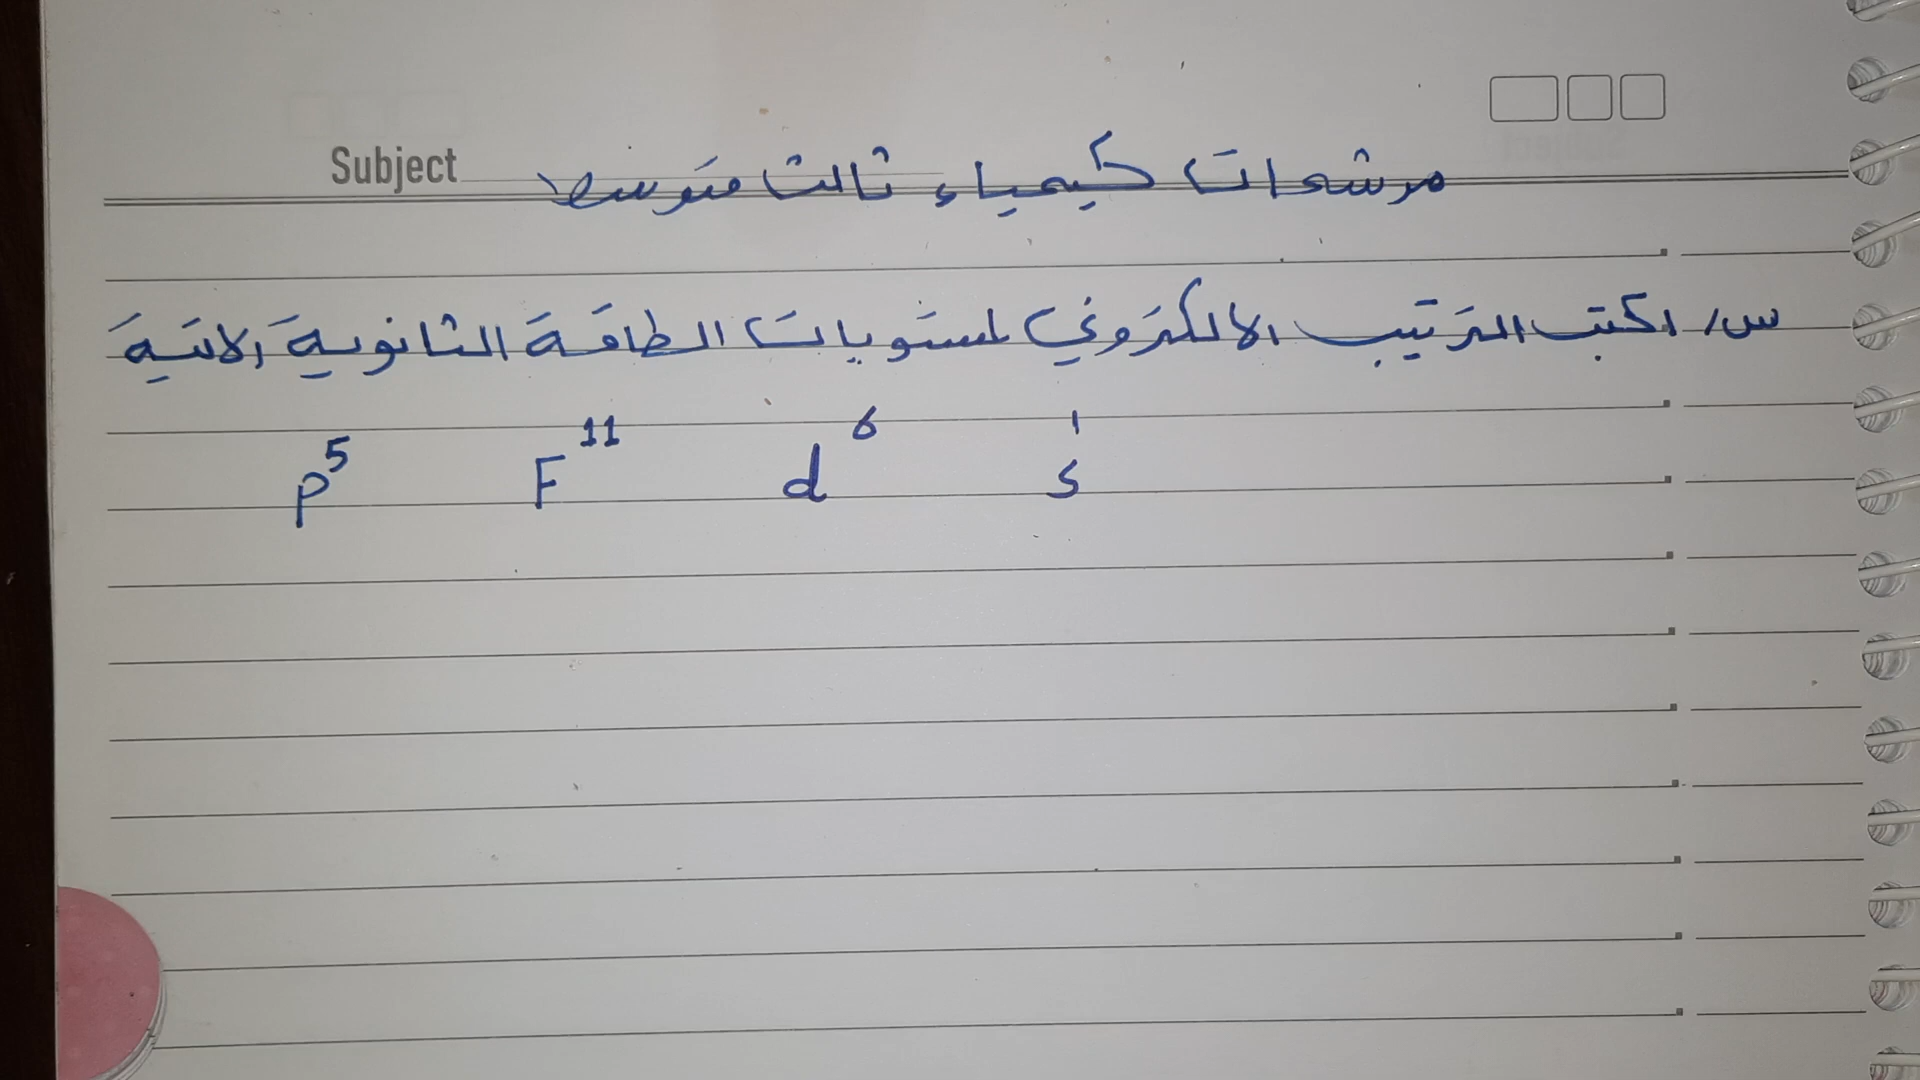 Subject مرشحات كيمياء ثالث متوسط
س/ اكتب الترتيب الالكتروني لمستويات الطاقة الثانوية الاتية
p⁵ F¹¹ d⁶ s¹